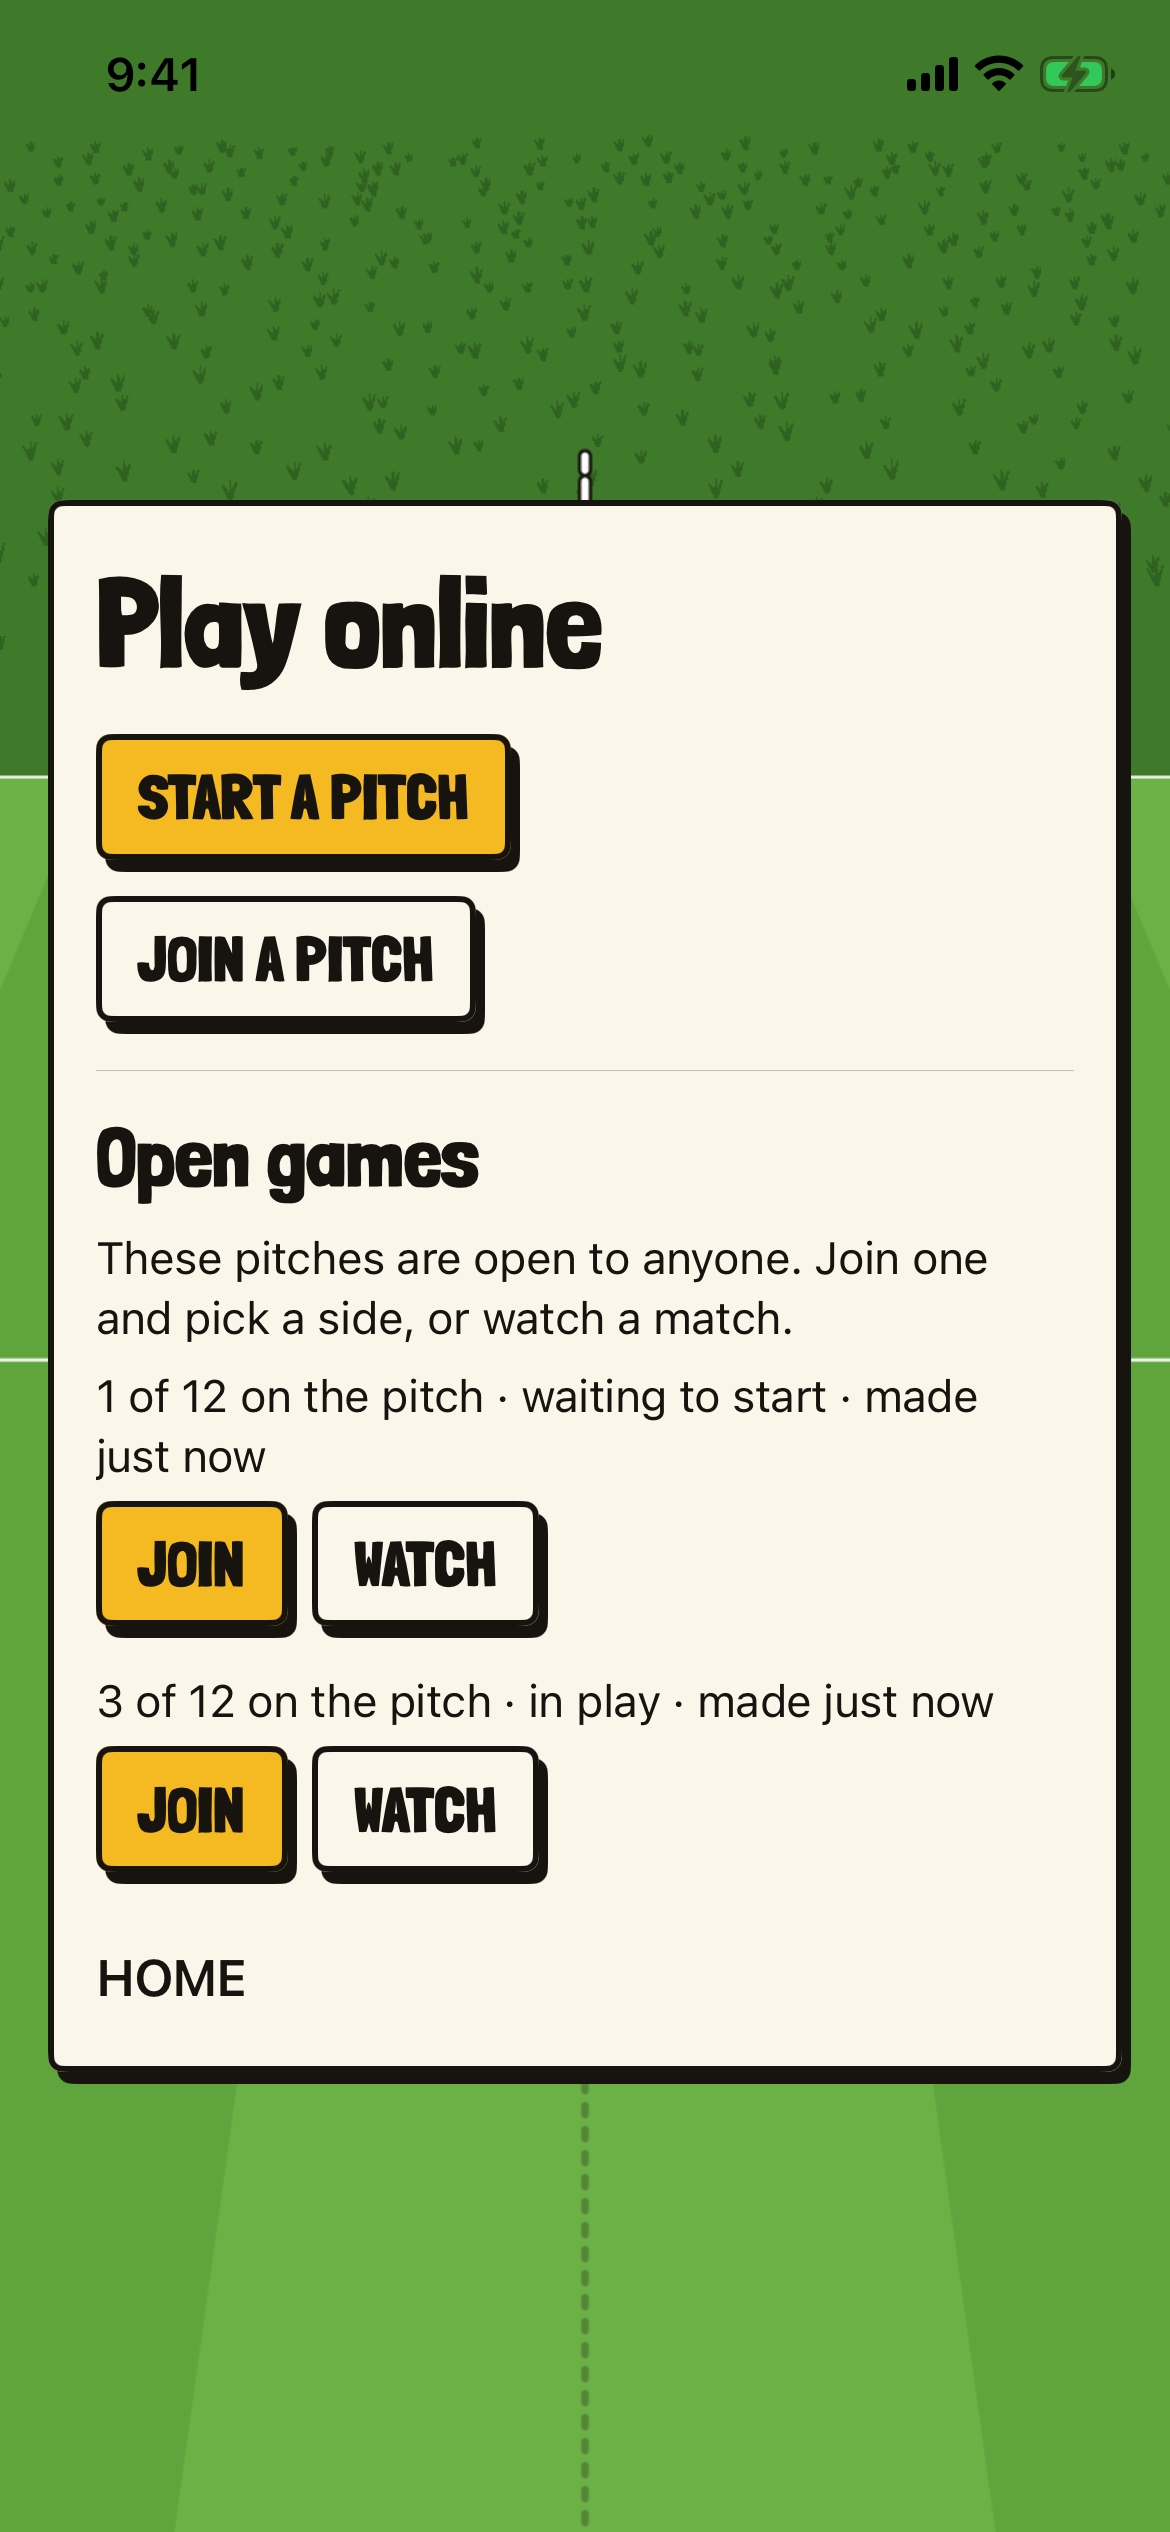 9:41
Play online
START A PITCH
JOIN A PITCH
Open games
These pitches are open to anyone. Join one
and pick a side, or watch a match.
1 of 12 on the pitch · waiting to start · made
just now
JOIN
WATCH
3 of 12 on the pitch · in play · made just now
JOIN
WATCH
HOME